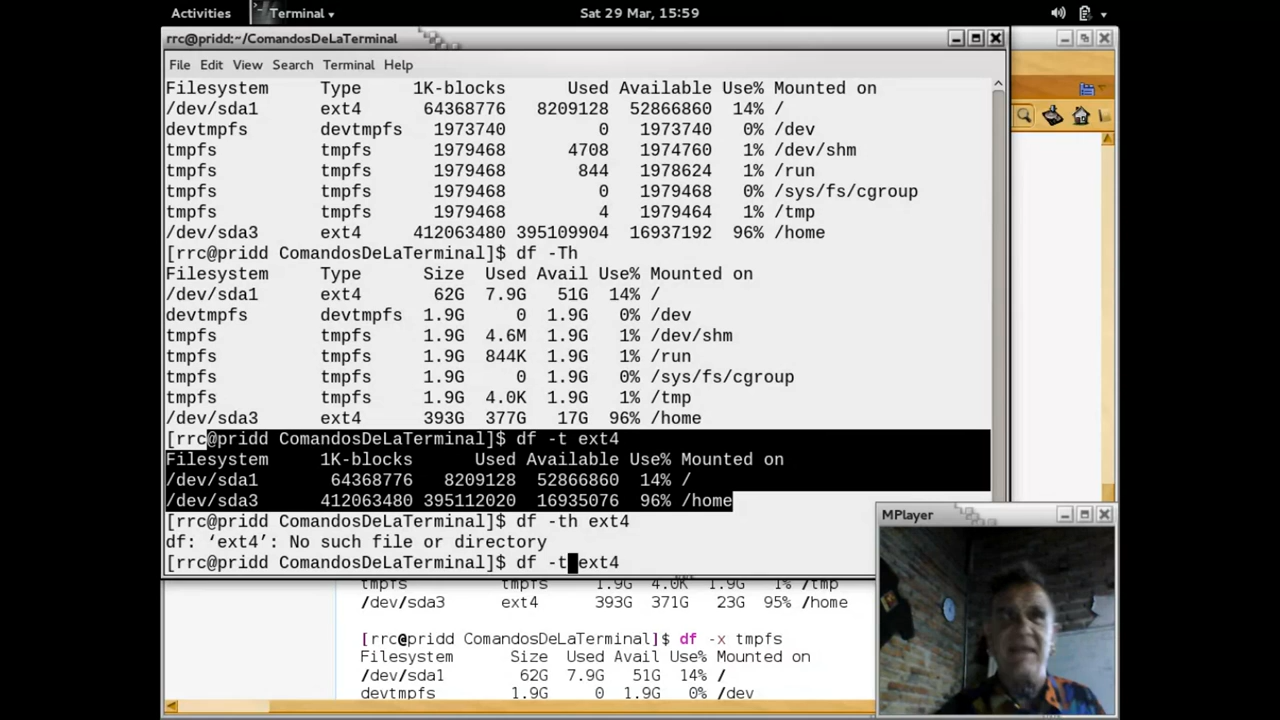 Activities Terminal Sat 29 Mar, 15:59
rrc@pridd:~/ComandosDeLaTerminal
File Edit View Search Terminal Help
Filesystem Type 1K-blocks Used Available Use% Mounted on
/dev/sda1 ext4 64368776 8209128 52866860 14% /
devtmpfs devtmpfs 1973740 0 1973740 0% /dev
tmpfs tmpfs 1979468 4708 1974760 1% /dev/shm
tmpfs tmpfs 1979468 844 1978624 1% /run
tmpfs tmpfs 1979468 0 1979468 0% /sys/fs/cgroup
tmpfs tmpfs 1979468 4 1979464 1% /tmp
/dev/sda3 ext4 412063480 395109904 16937192 96% /home
[rrc@pridd ComandosDeLaTerminal]$ df -Th
Filesystem Type Size Used Avail Use% Mounted on
/dev/sda1 ext4 62G 7.9G 51G 14% /
devtmpfs devtmpfs 1.9G 0 1.9G 0% /dev
tmpfs tmpfs 1.9G 4.6M 1.9G 1% /dev/shm
tmpfs tmpfs 1.9G 844K 1.9G 1% /run
tmpfs tmpfs 1.9G 0 1.9G 0% /sys/fs/cgroup
tmpfs tmpfs 1.9G 4.0K 1.9G 1% /tmp
/dev/sda3 ext4 393G 377G 17G 96% /home
[rrc@pridd ComandosDeLaTerminal]$ df -t ext4
Filesystem 1K-blocks Used Available Use% Mounted on
/dev/sda1 64368776 8209128 52866860 14% /
/dev/sda3 412063480 395112020 16935076 96% /home
[rrc@pridd ComandosDeLaTerminal]$ df -th ext4
df: ‘ext4’: No such file or directory
[rrc@pridd ComandosDeLaTerminal]$ df -t ext4
MPlayer
tmpfs tmpfs 1.9G 4.0K 1.9G 1% /tmp
/dev/sda3 ext4 393G 371G 23G 95% /home
[rrc@pridd ComandosDeLaTerminal]$ df -x tmpfs
Filesystem Size Used Avail Use% Mounted on
/dev/sda1 62G 7.9G 51G 14% /
devtmpfs 1.9G 0 1.9G 0% /dev